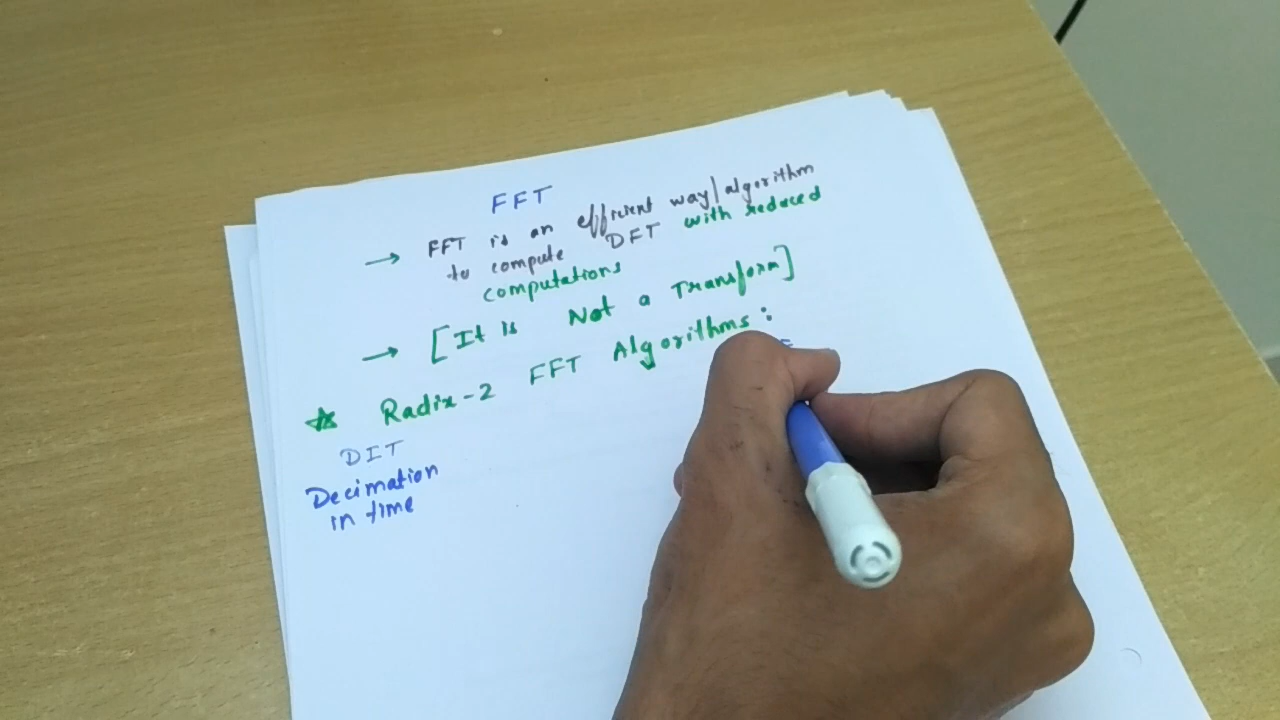 FFT
→ FFT is an efficient way/algorithm
to compute DFT with reduced
computations
→ [It is Not a Transform]
☆ Radix-2 FFT Algorithms:
DIT
Decimation
in time